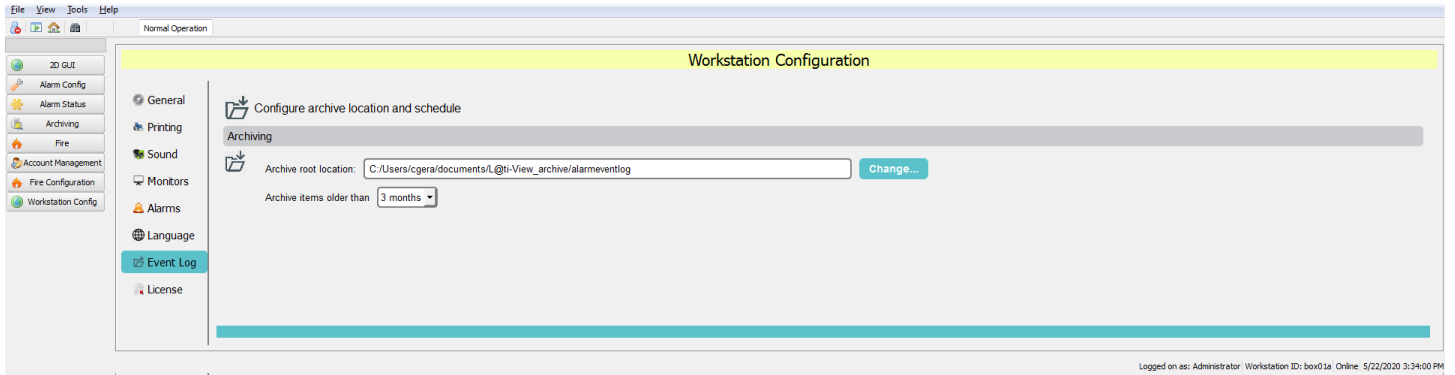 File View Tools Help
Normal Operation
2D GUI
Alarm Config
Alarm Status
Archiving
Fire
Account Management
Fire Configuration
Workstation Config
Workstation Configuration
General
Printing
Sound
Monitors
Alarms
Language
Event Log
License
Configure archive location and schedule
Archiving
Archive root location: C:/Users/cgera/documents/L@ti-View_archive/alarmeventlog Change...
Archive items older than 3 months
Logged on as: Administrator Workstation ID: box01a Online 5/22/2020 3:34:00 PM